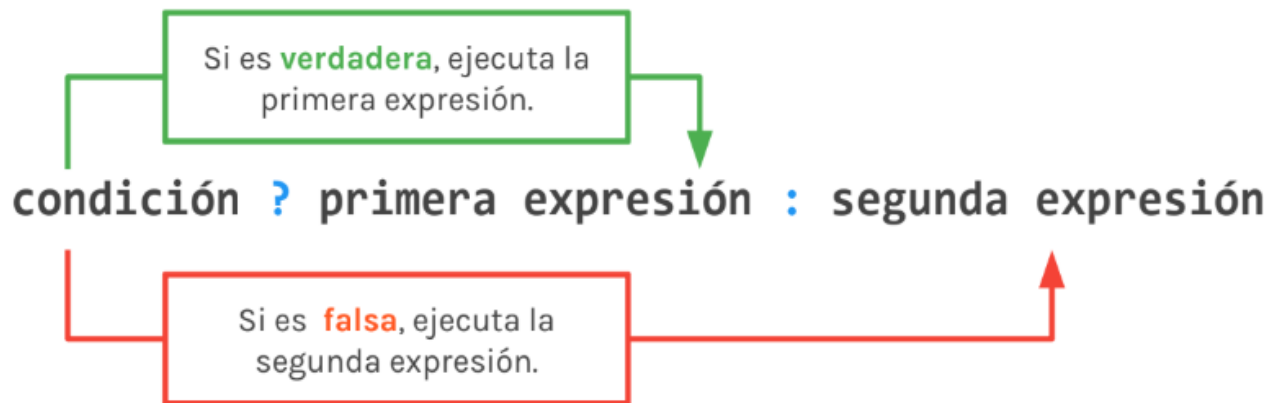 Si es verdadera, ejecuta la
primera expresión.
condición ? primera expresión : segunda expresión
Si es falsa, ejecuta la
segunda expresión.